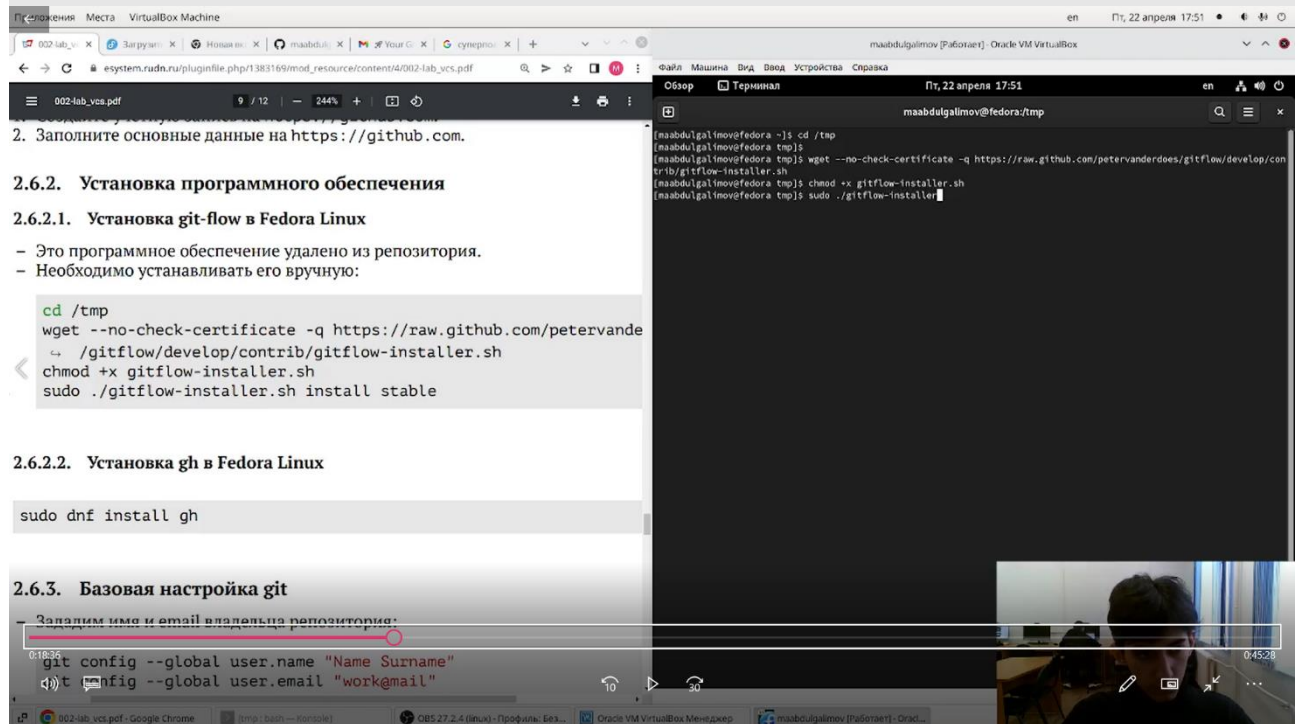 Места VirtualBox Machine
en Пт, 22 апреля 17:51
002-lab_vc Загрузит Новая вк maabdulg Your G суперпо
esystem.rudn.ru/pluginfile.php/1383169/mod_resource/content/4/002-lab_vcs.pdf
002-lab_vcs.pdf 9 / 12 | — 244% +
2. Заполните основные данные на https://github.com.
2.6.2. Установка программного обеспечения
2.6.2.1. Установка git-flow в Fedora Linux
– Это программное обеспечение удалено из репозитория.
– Необходимо устанавливать его вручную:
cd /tmp
wget --no-check-certificate -q https://raw.github.com/petervande
↪ /gitflow/develop/contrib/gitflow-installer.sh
chmod +x gitflow-installer.sh
sudo ./gitflow-installer.sh install stable
2.6.2.2. Установка gh в Fedora Linux
sudo dnf install gh
2.6.3. Базовая настройка git
– Зададим имя и email владельца репозитория:
git config --global user.name "Name Surname"
git config --global user.email "work@mail"
maabdulgalimov [Работает] - Oracle VM VirtualBox
Файл Машина Вид Ввод Устройства Справка
Обзор Терминал Пт, 22 апреля 17:51 en
maabdulgalimov@fedora:/tmp
[maabdulgalimov@fedora ~]$ cd /tmp
[maabdulgalimov@fedora tmp]$
[maabdulgalimov@fedora tmp]$ wget --no-check-certificate -q https://raw.github.com/petervanderdoes/gitflow/develop/con
trib/gitflow-installer.sh
[maabdulgalimov@fedora tmp]$ chmod +x gitflow-installer.sh
[maabdulgalimov@fedora tmp]$ sudo ./gitflow-installer
0:18:36 0:45:28
10 30
002-lab_vcs.pdf - Google Chrome [tmp : bash — Konsole] OBS 27.2.4 (linux) - Профиль: Без... Oracle VM VirtualBox Менеджер maabdulgalimov [Работает] - Oracl...